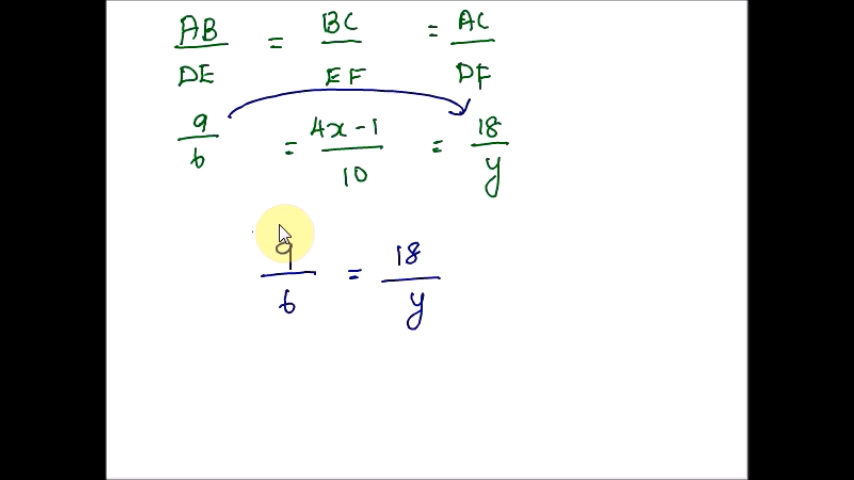 AB = BC = AC
DE EF DF
9/6 = 4x-1/10 = 18/y
9/6 = 18/y